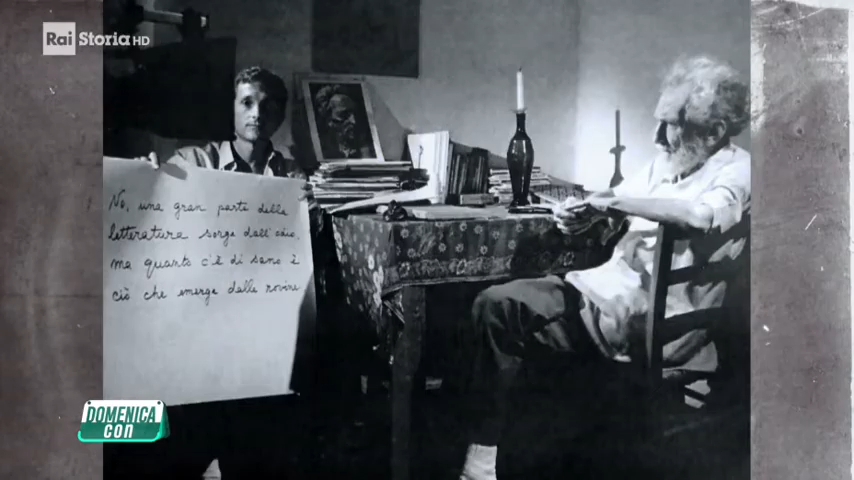 Rai Storia HD
No, una gran parte della
letteratura sorge dall'odio,
ma quanto c'è di sano è
ciò che emerge dalle rovine
DOMENICA
CON